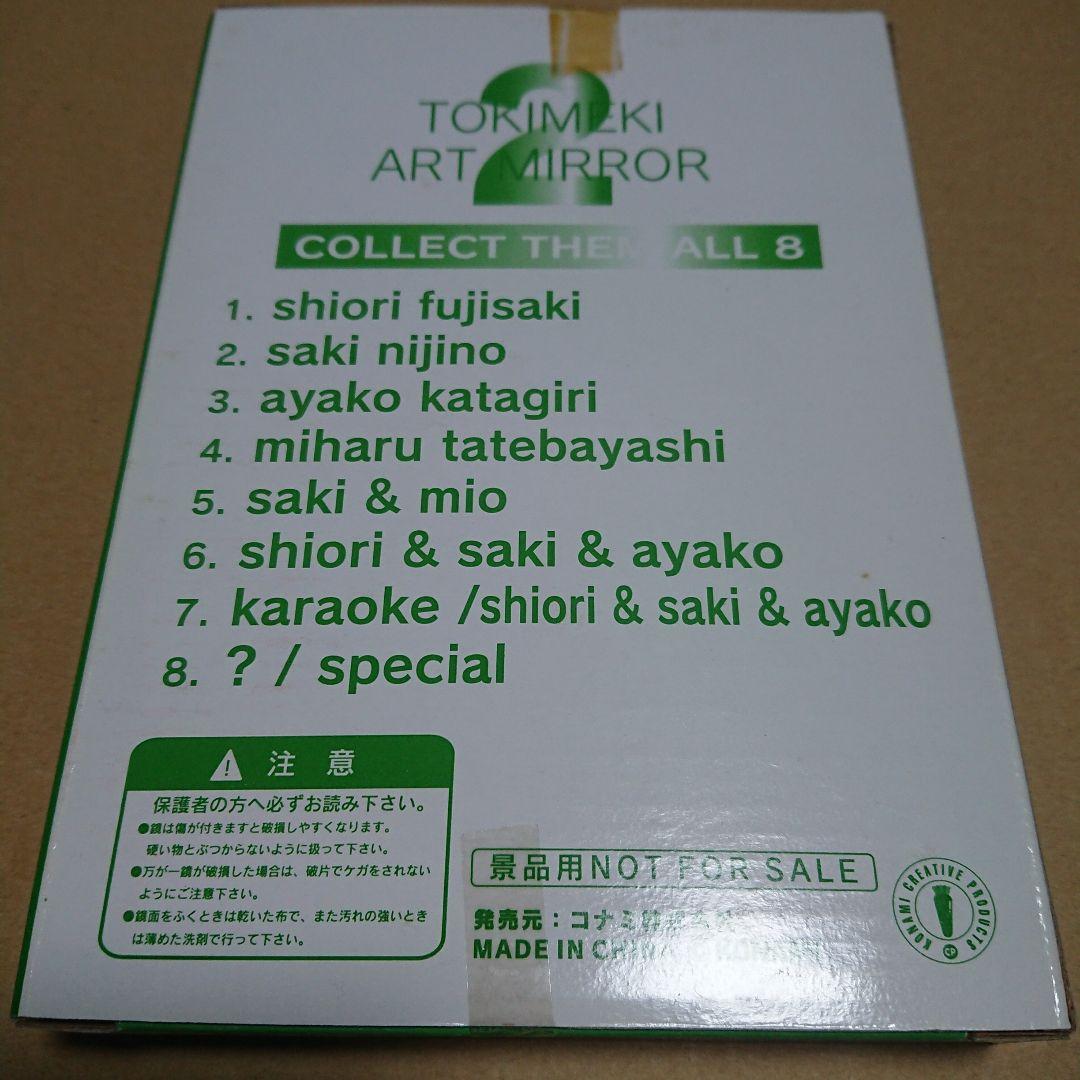 2
TOKIMEKI
ART MIRROR
COLLECT THEM ALL 8
1. shiori fujisaki
2. saki nijino
3. ayako katagiri
4. miharu tatebayashi
5. saki & mio
6. shiori & saki & ayako
7. karaoke /shiori & saki & ayako
8. ? / special
注意
保護者の方へ必ずお読み下さい。
●鏡は傷が付きますと破損しやすくなります。
硬い物とぶつからないように扱って下さい。
●万が一鏡が破損した場合は、破片でケガをされない
ようにご注意下さい。
●鏡面をふくときは乾いた布で、また汚れの強いとき
は薄めた洗剤で行って下さい。
景品用NOT FOR SALE
発売元：コナミ
MADE IN CHINA
KONAMI CREATIVE PRODUCTS
CP